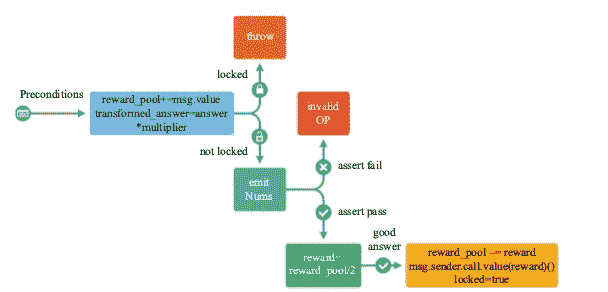 throw
locked
Preconditions
reward_pool+=msg.value
transformed_answer=answer
*multiplier
invalid
OP
not locked
assert fail
emit
Nums
assert pass
good
answer
reward=
reward_pool/2
reward_pool -= reward
msg.sender.call.value(reward)()
locked=true